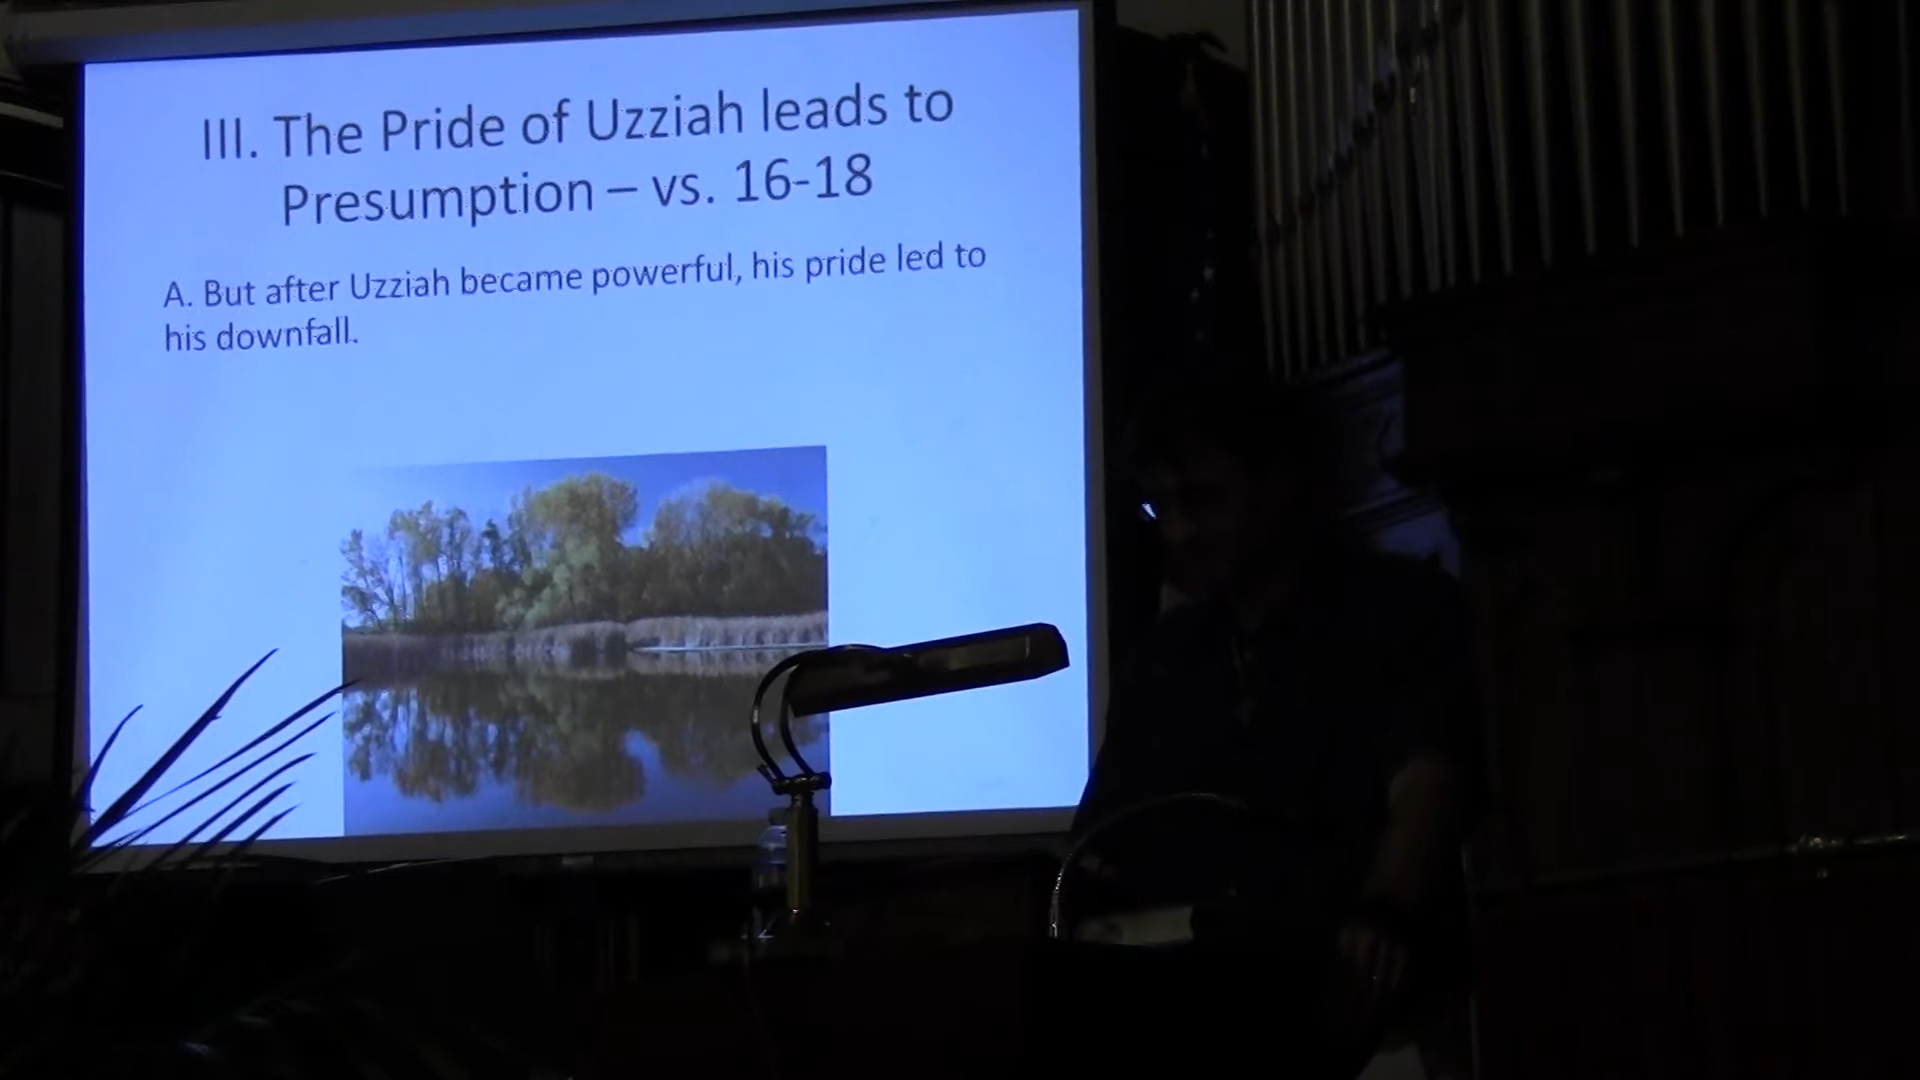 III. The Pride of Uzziah leads to
Presumption – vs. 16-18
A. But after Uzziah became powerful, his pride led to
his downfall.